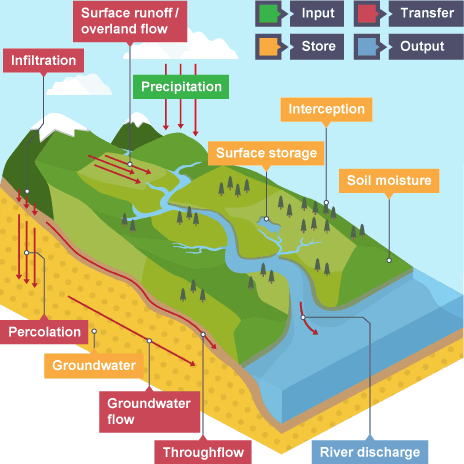 Surface runoff /
overland flow
Input
Transfer
Store
Output
Infiltration
Precipitation
Interception
Surface storage
Soil moisture
Percolation
Groundwater
Groundwater
flow
Throughflow
River discharge